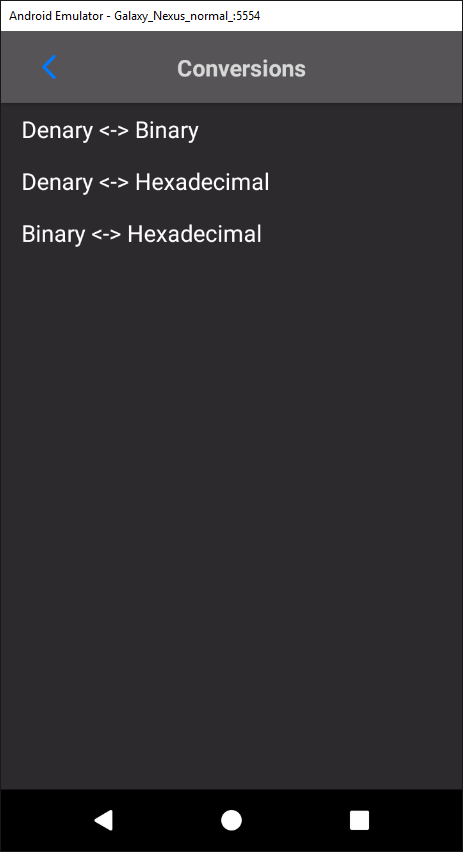 Android Emulator - Galaxy_Nexus_normal_:5554
Conversions
Denary <-> Binary
Denary <-> Hexadecimal
Binary <-> Hexadecimal